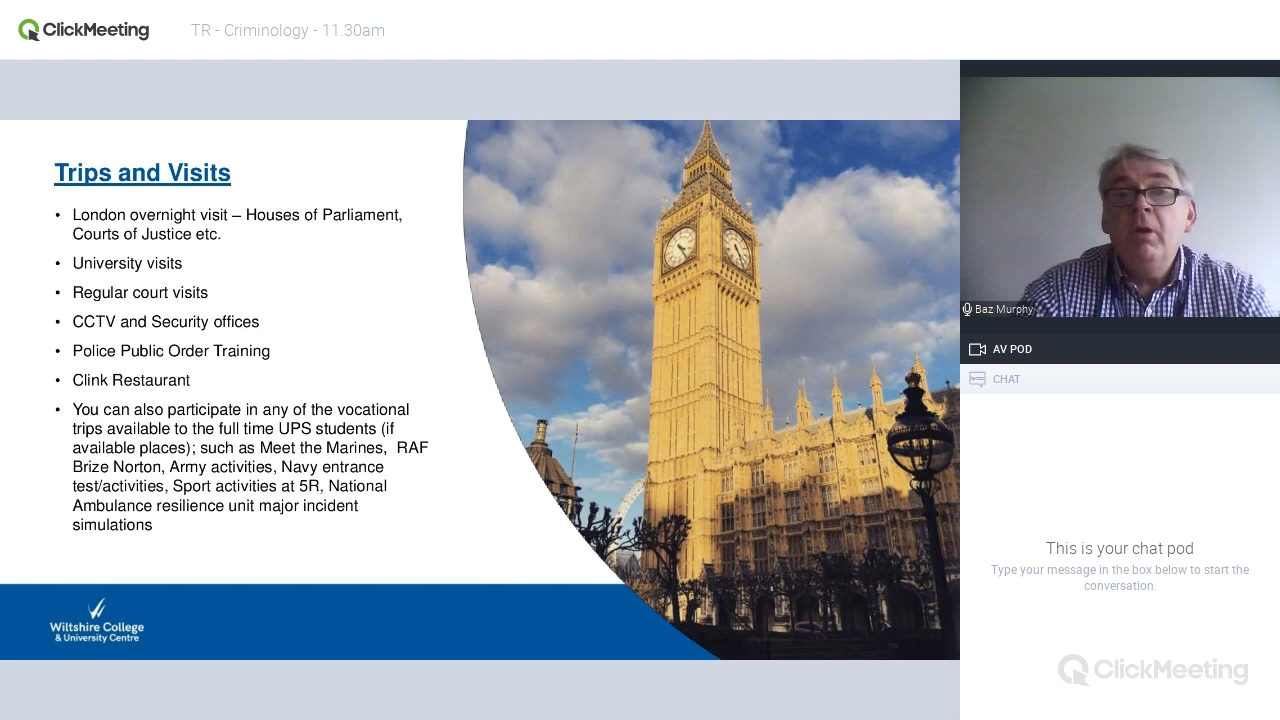 ClickMeeting
TR - Criminology - 11.30am
Trips and Visits
• London overnight visit – Houses of Parliament,
Courts of Justice etc.
• University visits
• Regular court visits
• CCTV and Security offices
• Police Public Order Training
• Clink Restaurant
• You can also participate in any of the vocational
trips available to the full time UPS students (if
available places); such as Meet the Marines,  RAF
Brize Norton, Army activities, Navy entrance
test/activities, Sport activities at 5R, National
Ambulance resilience unit major incident
simulations
Wiltshire College
& University Centre
Baz Murphy
AV POD
CHAT
This is your chat pod
Type your message in the box below to start the
conversation.
ClickMeeting